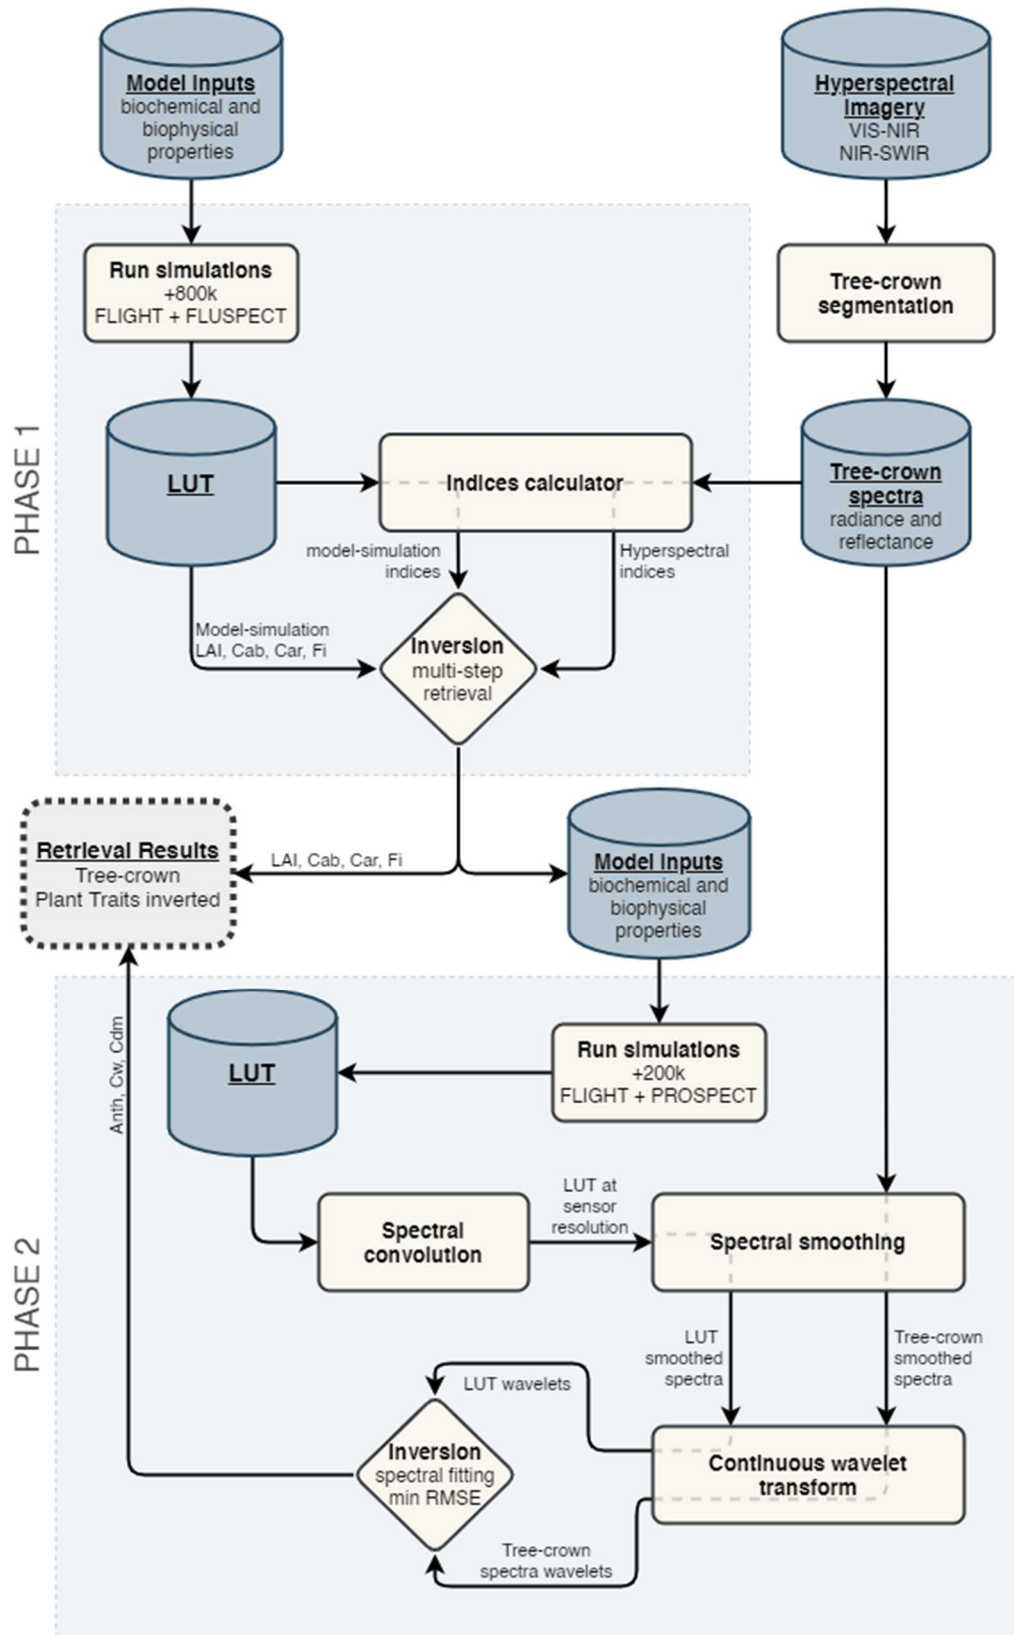 Model Inputs
biochemical and
biophysical
properties
Hyperspectral
Imagery
VIS-NIR
NIR-SWIR
PHASE 1
Run simulations
+800k
FLIGHT + FLUSPECT
Tree-crown
segmentation
LUT
Indices calculator
Tree-crown
spectra
radiance and
reflectance
model-simulation
indices
Hyperspectral
indices
Model-simulation
LAI, Cab, Car, Fi
Inversion
multi-step
retrieval
Retrieval Results
Tree-crown
Plant Traits inverted
LAI, Cab, Car, Fi
Model Inputs
biochemical and
biophysical
properties
PHASE 2
Anth, Cw, Cdm
LUT
Run simulations
+200k
FLIGHT + PROSPECT
Spectral
convolution
LUT at
sensor
resolution
Spectral smoothing
LUT
smoothed
spectra
Tree-crown
smoothed
spectra
LUT wavelets
Inversion
spectral fitting
min RMSE
Continuous wavelet
transform
Tree-crown
spectra wavelets